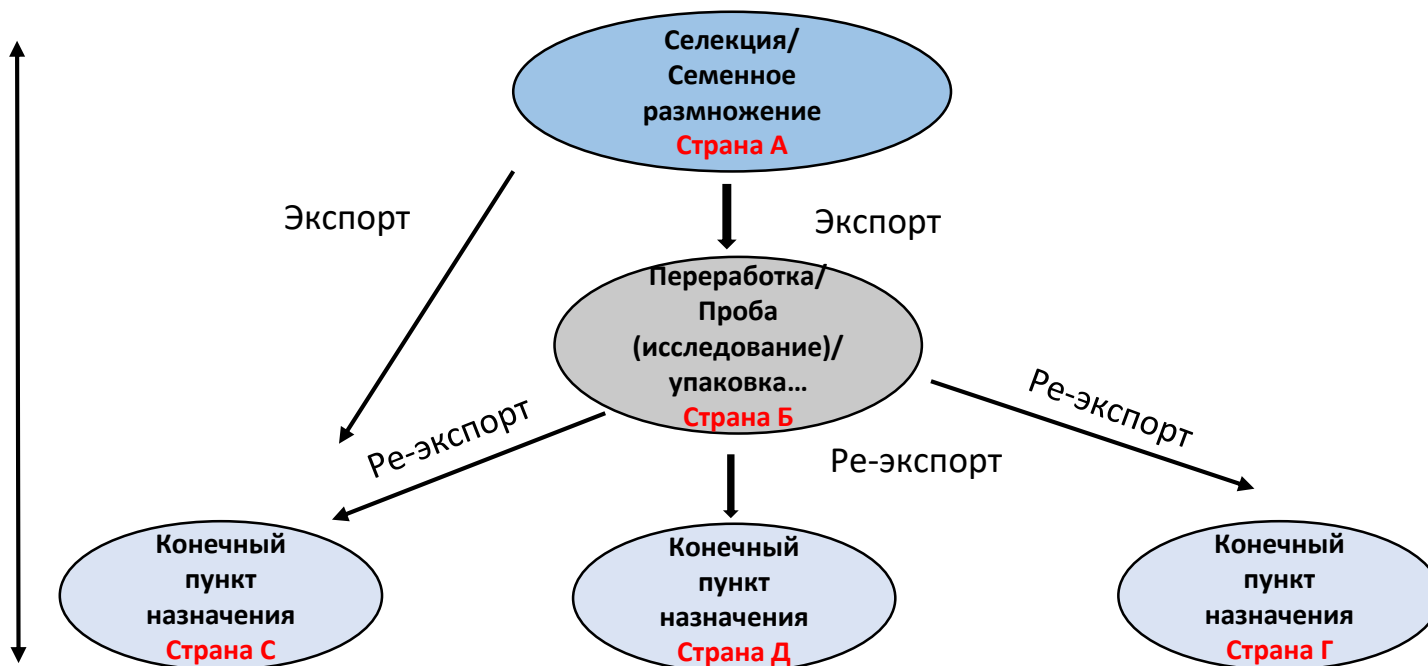 Селекция/
Семенное
размножение
Страна А
Экспорт
Экспорт
Переработка/
Проба
(исследование)/
упаковка...
Страна Б
Ре-экспорт
Ре-экспорт
Ре-экспорт
Конечный
пункт
назначения
Страна С
Конечный
пункт
назначения
Страна Д
Конечный
пункт
назначения
Страна Г